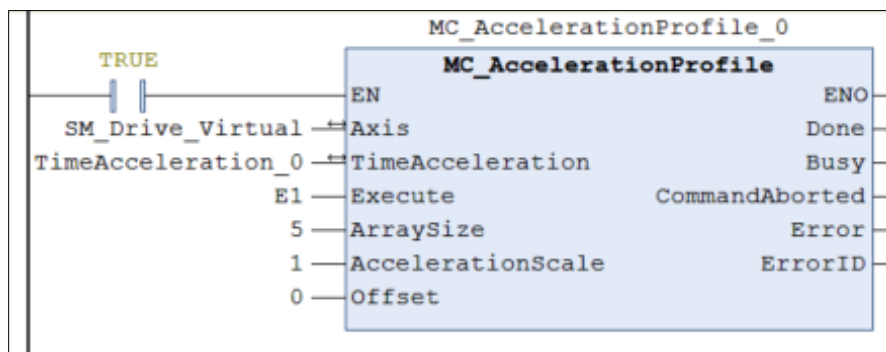 MC_AccelerationProfile_0
TRUE
MC_AccelerationProfile
EN ENO
SM_Drive_Virtual Axis Done
TimeAcceleration_0 TimeAcceleration Busy
E1 Execute CommandAborted
5 ArraySize Error
1 AccelerationScale ErrorID
0 Offset